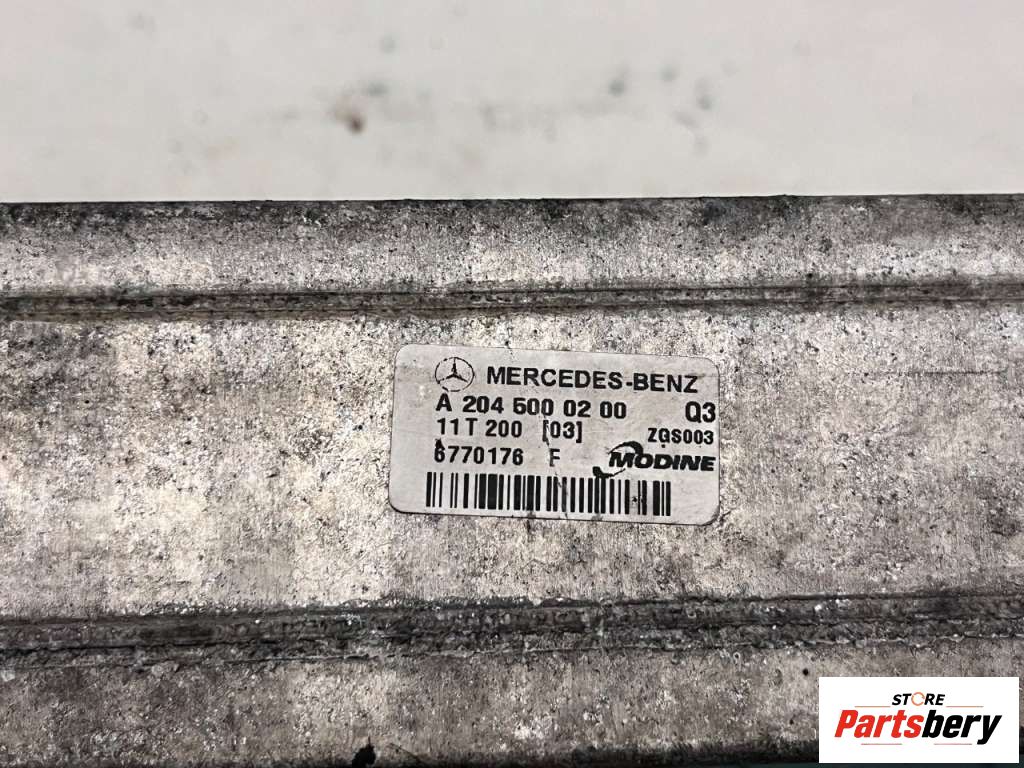 MERCEDES-BENZ
A 204 500 02 00 Q3
11 T 200 [03] ZGS003
6770176 F MODINE
STORE
Partsbery